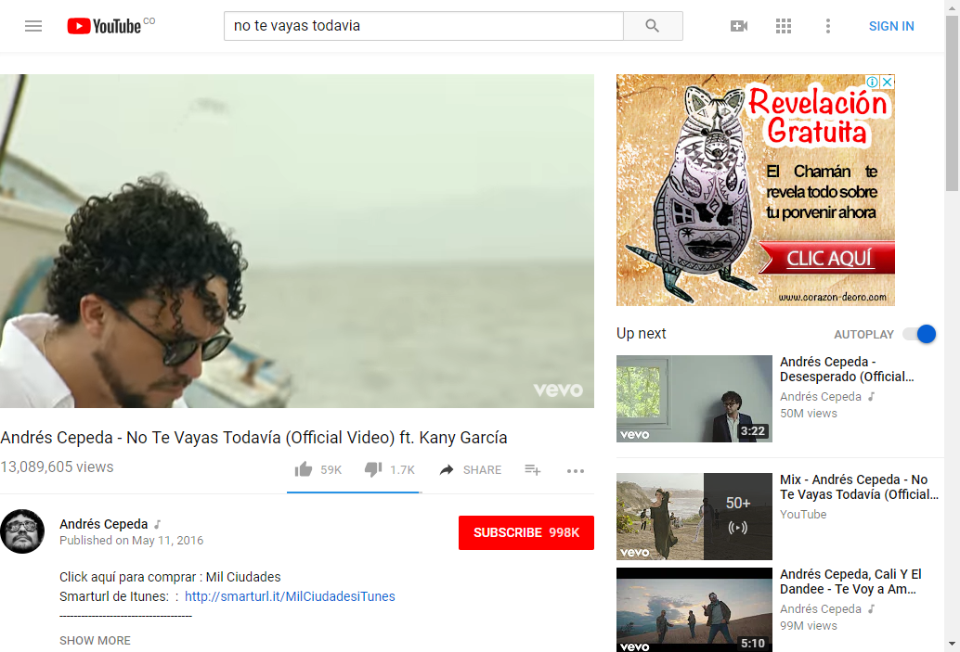 YouTube CO
no te vayas todavia
SIGN IN
vevo
Andrés Cepeda - No Te Vayas Todavía (Official Video) ft. Kany García
13,089,605 views
59K
1.7K
SHARE
Andrés Cepeda
Published on May 11, 2016
SUBSCRIBE 998K
Click aquí para comprar : Mil Ciudades
Smarturl de Itunes: : http://smarturl.it/MilCiudadesiTunes
--------------------------------------
SHOW MORE
Revelación
Gratuita
El Chamán te
revela todo sobre
tu porvenir ahora
CLIC AQUÍ
www.corazon-deoro.com
Up next
AUTOPLAY
vevo
3:22
Andrés Cepeda -
Desesperado (Official...
Andrés Cepeda
50M views
50+
vevo
Mix - Andrés Cepeda - No
Te Vayas Todavía (Official...
YouTube
vevo
5:10
Andrés Cepeda, Cali Y El
Dandee - Te Voy a Am...
Andrés Cepeda
99M views